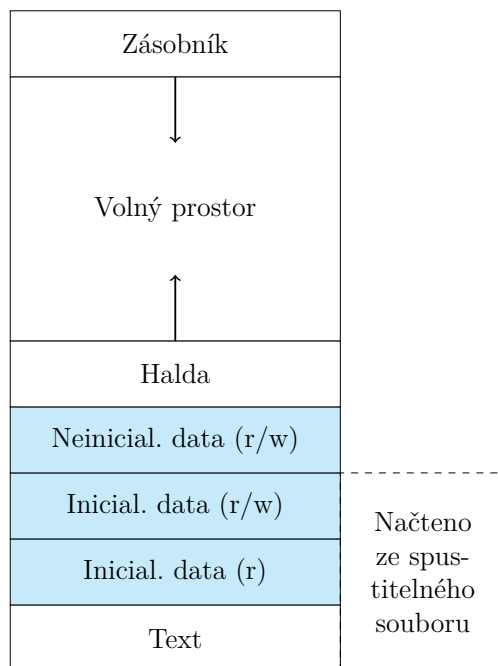 Zásobník
Volný prostor
Halda
Neinicial. data (r/w)
Inicial. data (r/w)
Inicial. data (r)
Text
Načteno
ze spus-
titelného
souboru